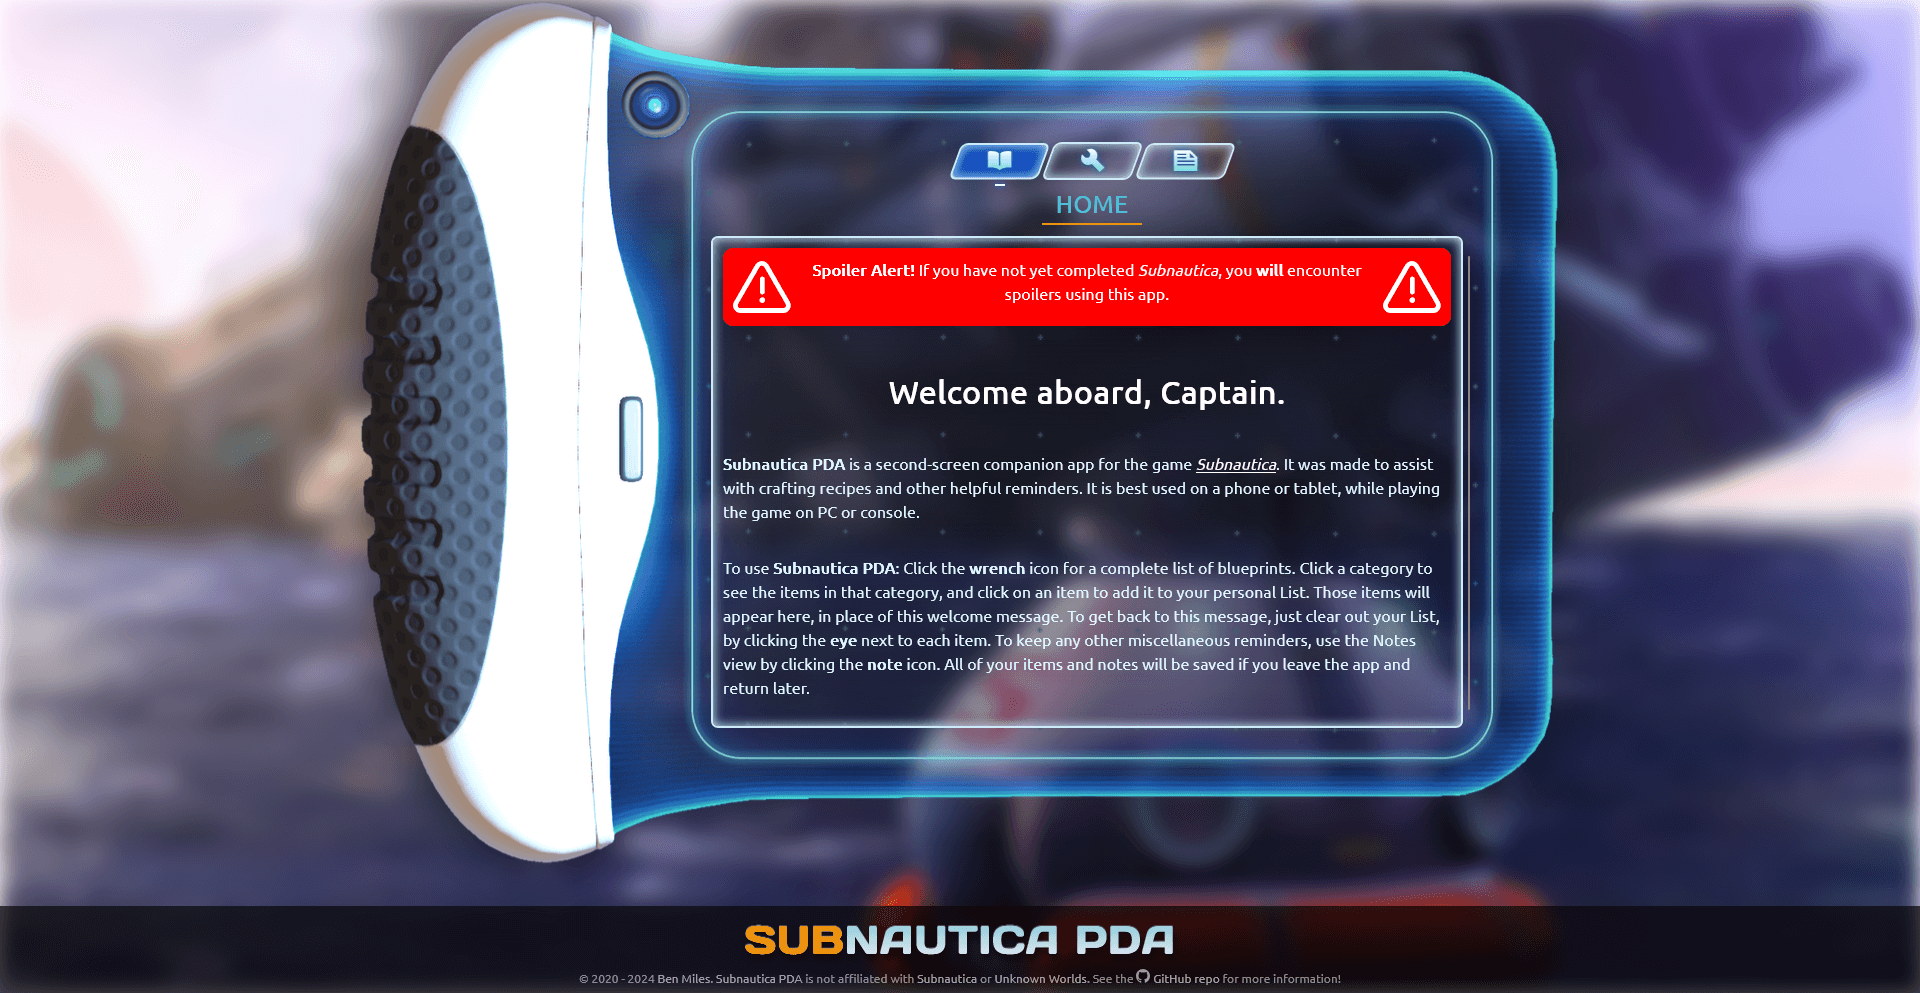 HOME
Spoiler Alert! If you have not yet completed Subnautica, you will encounter
spoilers using this app.
Welcome aboard, Captain.
Subnautica PDA is a second-screen companion app for the game Subnautica. It was made to assist
with crafting recipes and other helpful reminders. It is best used on a phone or tablet, while playing
the game on PC or console.
To use Subnautica PDA: Click the wrench icon for a complete list of blueprints. Click a category to
see the items in that category, and click on an item to add it to your personal List. Those items will
appear here, in place of this welcome message. To get back to this message, just clear out your List,
by clicking the eye next to each item. To keep any other miscellaneous reminders, use the Notes
view by clicking the note icon. All of your items and notes will be saved if you leave the app and
return later.
SUBNAUTICA PDA
© 2020 - 2024 Ben Miles. Subnautica PDA is not affiliated with Subnautica or Unknown Worlds. See the GitHub repo for more information!